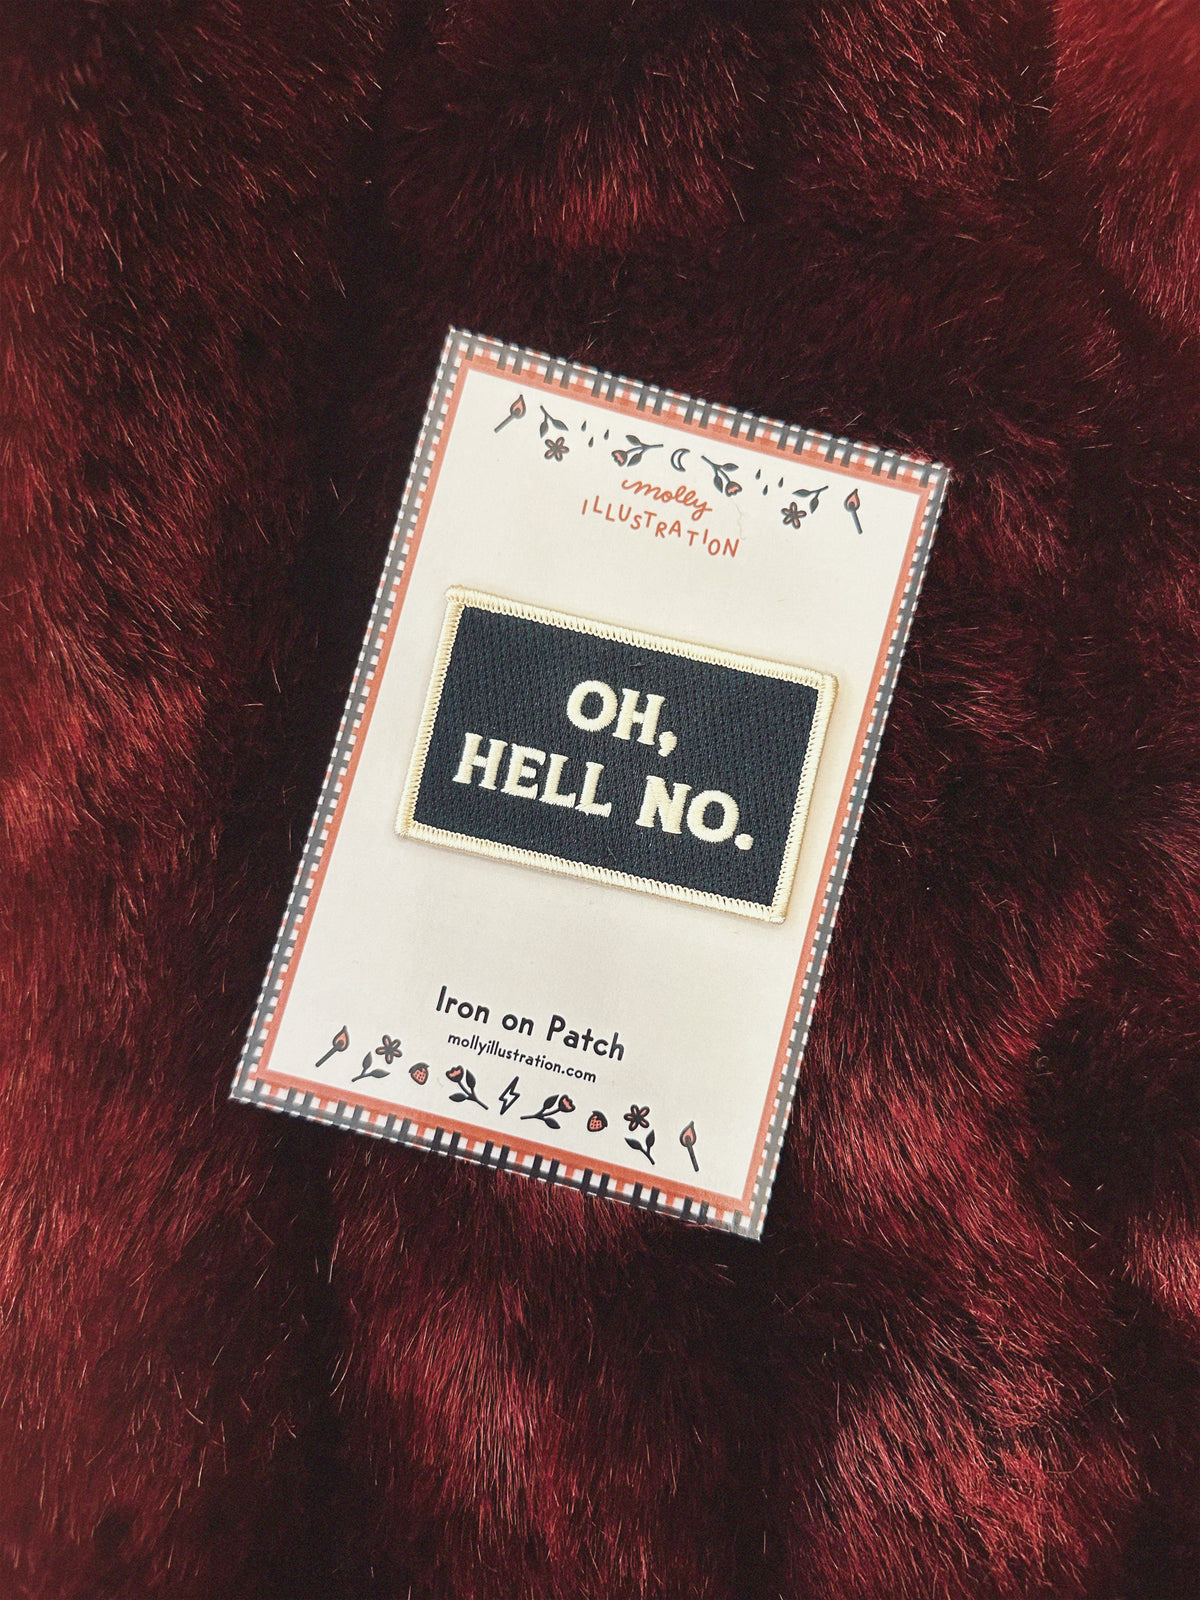 molly
ILLUSTRATION
OH,
HELL NO.
Iron on Patch
mollyillustration.com